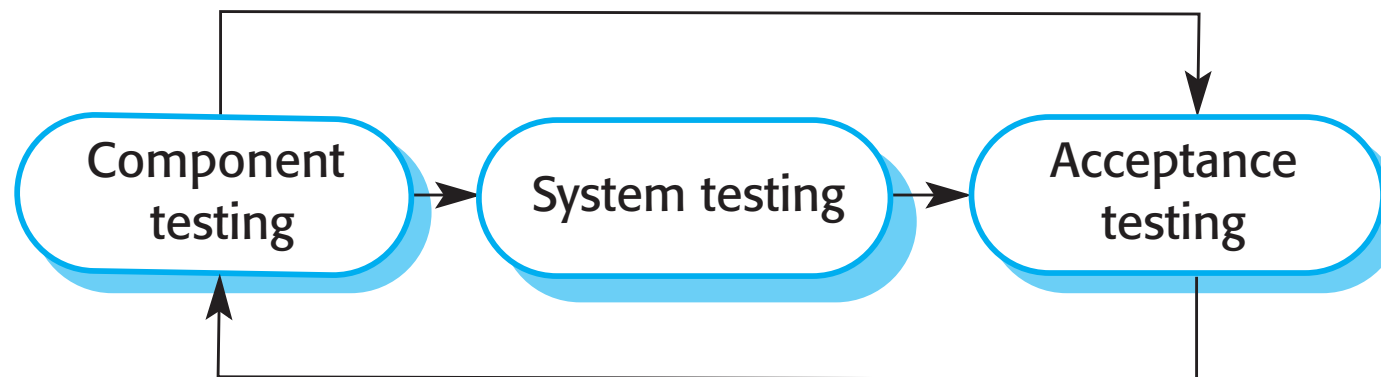 Component
testing
System testing
Acceptance
testing